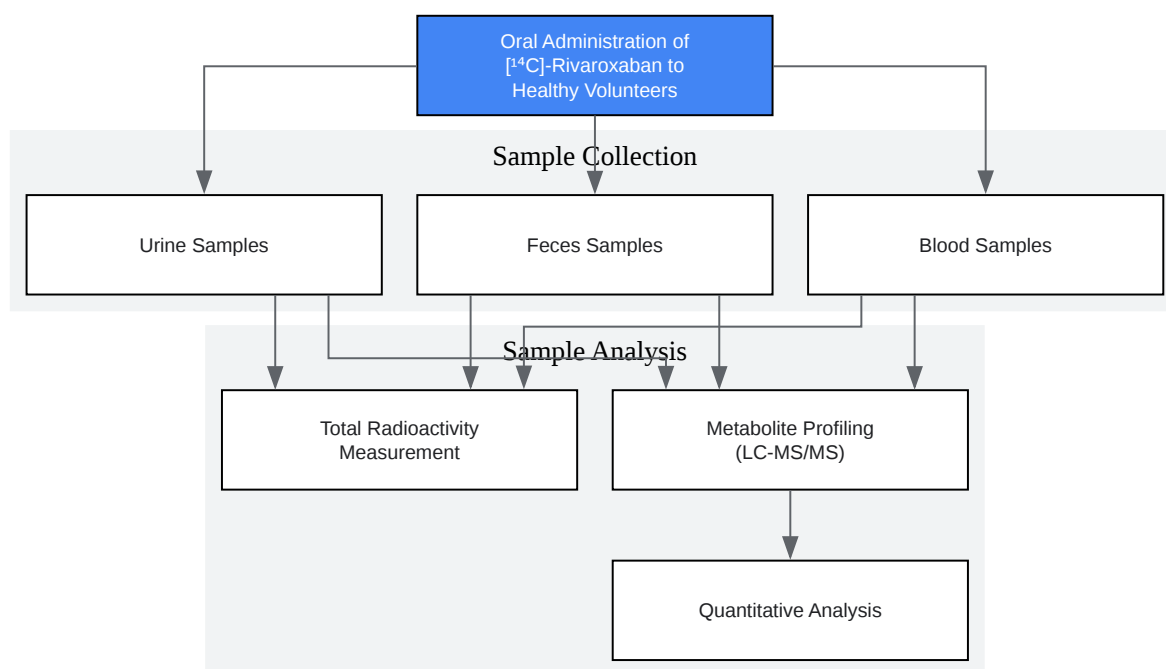 Oral Administration of
[¹⁴C]-Rivaroxaban to
Healthy Volunteers
Sample Collection
Urine Samples
Feces Samples
Blood Samples
Sample Analysis
Total Radioactivity
Measurement
Metabolite Profiling
(LC-MS/MS)
Quantitative Analysis